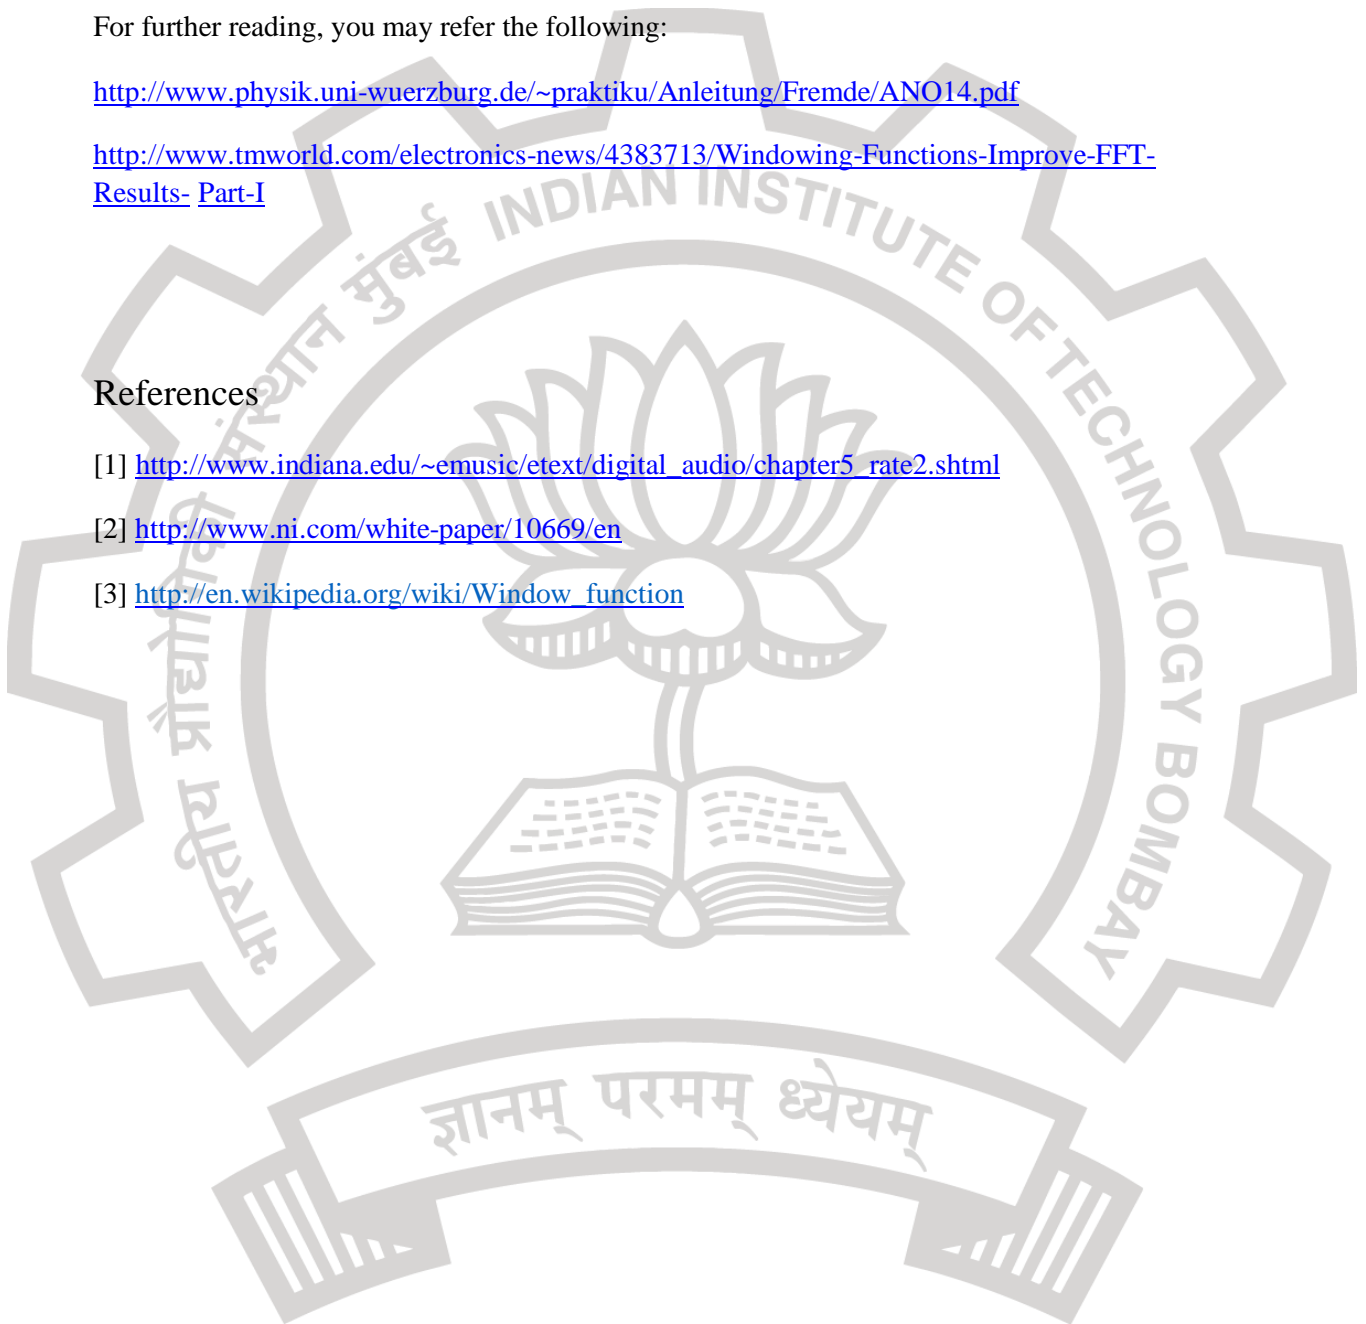 For further reading, you may refer the following:
http://www.physik.uni-wuerzburg.de/~praktiku/Anleitung/Fremde/ANO14.pdf
http://www.tmworld.com/electronics-news/4383713/Windowing-Functions-Improve-FFT-
Results- Part-I
भारतीय प्रौद्योगिकी संस्थान मुंबई INDIAN INSTITUTE OF TECHNOLOGY BOMBAY
References
[1] http://www.indiana.edu/~emusic/etext/digital_audio/chapter5_rate2.shtml
[2] http://www.ni.com/white-paper/10669/en
[3] http://en.wikipedia.org/wiki/Window_function
ज्ञानम् परमम् ध्येयम्